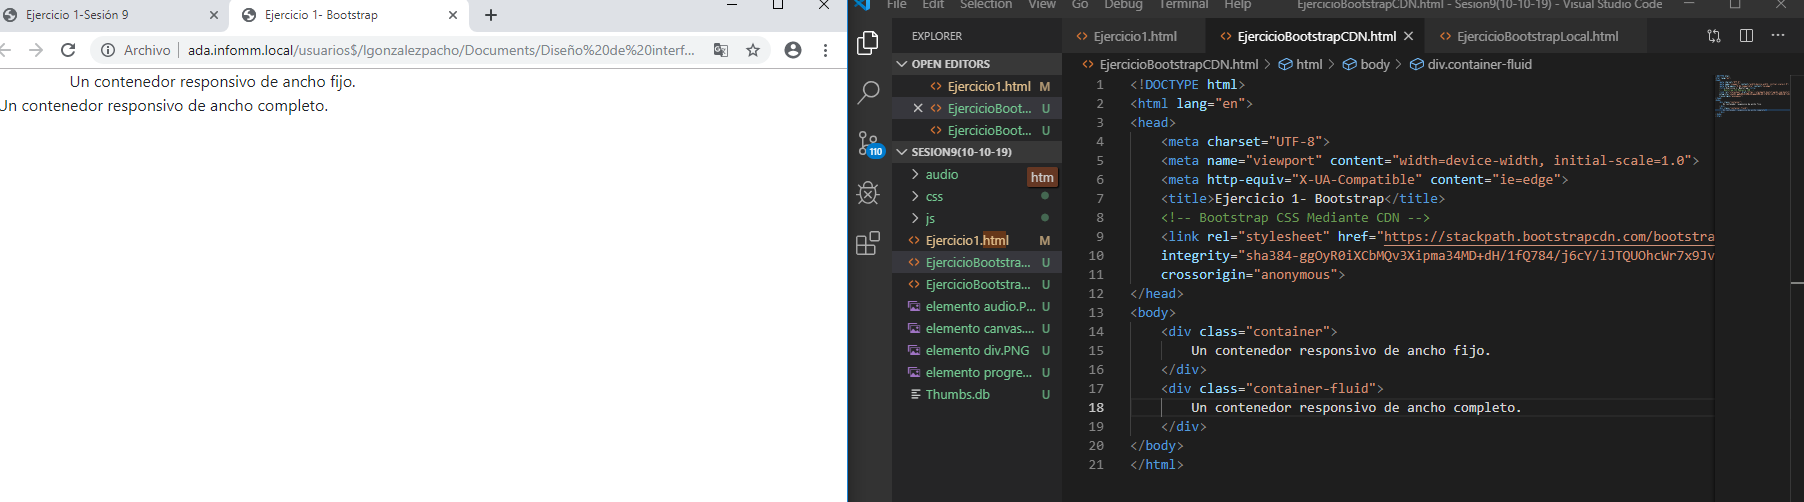 Ejercicio 1-Sesión 9
Ejercicio 1- Bootstrap
Archivo
ada.infomm.local/usuarios$/lgonzalezpacho/Documents/Diseño%20de%20interf...
Un contenedor responsivo de ancho fijo.
Un contenedor responsivo de ancho completo.
File Edit Selection View Go Debug Terminal Help
EjercicioBootstrapCDN.html - Sesion9(10-10-19) - Visual Studio Code
EXPLORER
OPEN EDITORS
Ejercicio1.html M
EjercicioBoot... U
EjercicioBoot... U
SESION9(10-10-19)
audio
htm
css
js
Ejercicio1.html M
EjercicioBootstra... U
EjercicioBootstra... U
elemento audio.P... U
elemento canvas.... U
elemento div.PNG U
elemento progre... U
Thumbs.db U
110
Ejercicio1.html
EjercicioBootstrapCDN.html
EjercicioBootstrapLocal.html
EjercicioBootstrapCDN.html > html > body > div.container-fluid
1 <!DOCTYPE html>
2 <html lang="en">
3 <head>
4 <meta charset="UTF-8">
5 <meta name="viewport" content="width=device-width, initial-scale=1.0">
6 <meta http-equiv="X-UA-Compatible" content="ie=edge">
7 <title>Ejercicio 1- Bootstrap</title>
8 <!-- Bootstrap CSS Mediante CDN -->
9 <link rel="stylesheet" href="https://stackpath.bootstrapcdn.com/bootstra
10 integrity="sha384-ggOyR0iXCbMQv3Xipma34MD+dH/1fQ784/j6cY/iJTQUOhcWr7x9Jv
11 crossorigin="anonymous">
12 </head>
13 <body>
14 <div class="container">
15 Un contenedor responsivo de ancho fijo.
16 </div>
17 <div class="container-fluid">
18 Un contenedor responsivo de ancho completo.
19 </div>
20 </body>
21 </html>